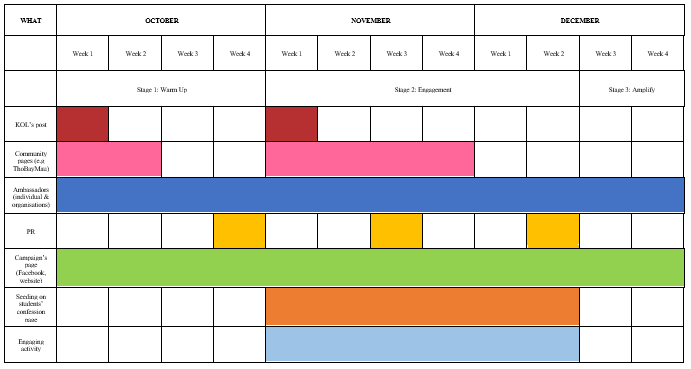 WHAT OCTOBER NOVEMBER DECEMBER
Week 1 Week 2 Week 3 Week 4 Week 1 Week 2 Week 3 Week 4 Week 1 Week 2 Week 3 Week 4
Stage 1: Warm Up Stage 2: Engagement Stage 3: Amplify
KOL's post
Community
pages (e.g
ThoBayMau)
Ambassadors
(individual &
organisations)
PR
Campaign's
page
(Facebook,
website)
Seeding on
students'
confession
Engaging
activity